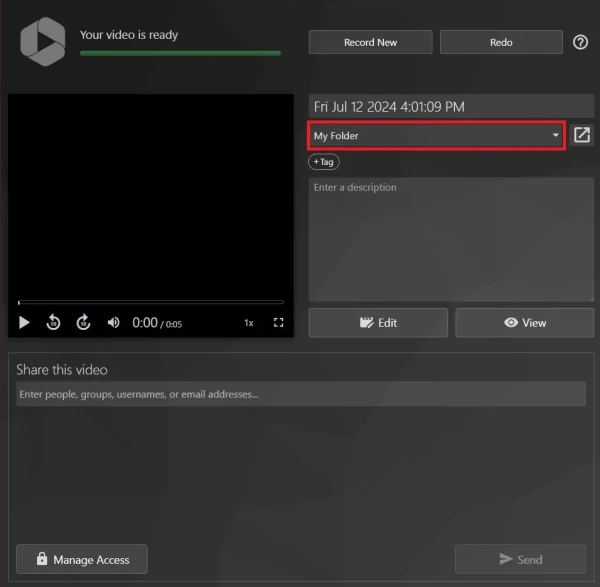 Your video is ready
Record New
Redo
Fri Jul 12 2024 4:01:09 PM
My Folder
+Tag
Enter a description
10
10
0:00 / 0:05
1x
Edit
View
Share this video
Enter people, groups, usernames, or email addresses...
Manage Access
Send